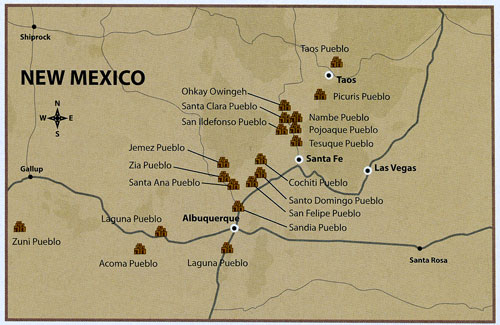 Shiprock
Taos Pueblo
NEW MEXICO
Taos
Ohkay Owingeh
Picuris Pueblo
N
W E
S
Santa Clara Pueblo
Nambe Pueblo
San Ildefonso Pueblo
Pojoaque Pueblo
Tesuque Pueblo
Jemez Pueblo
Santa Fe
Gallup
Zia Pueblo
Cochiti Pueblo
Las Vegas
Santa Ana Pueblo
Santo Domingo Pueblo
San Felipe Pueblo
Laguna Pueblo
Albuquerque
Sandia Pueblo
Zuni Pueblo
Acoma Pueblo
Laguna Pueblo
Santa Rosa